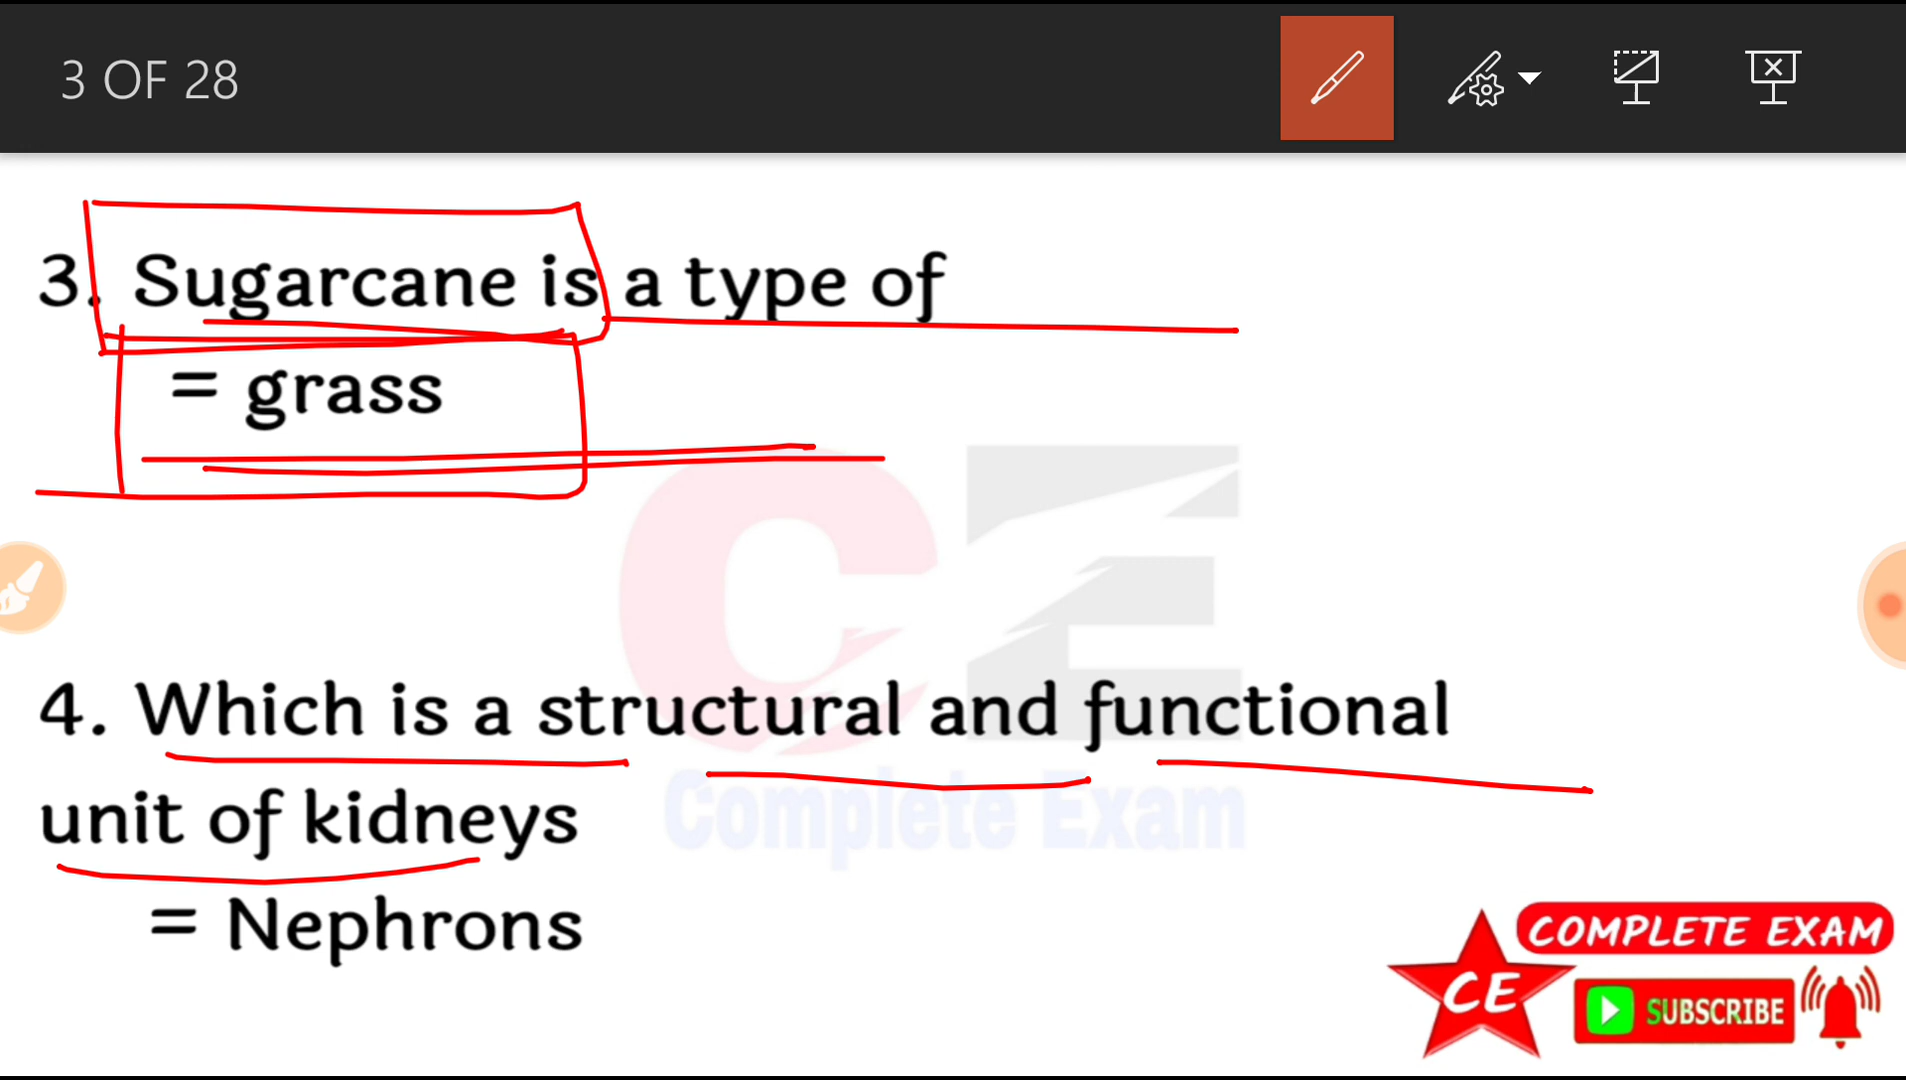 3 OF 28
3. Sugarcane is a type of
= grass
4. Which is a structural and functional
unit of kidneys
= Nephrons
CE
Complete Exam
COMPLETE EXAM
CE
SUBSCRIBE